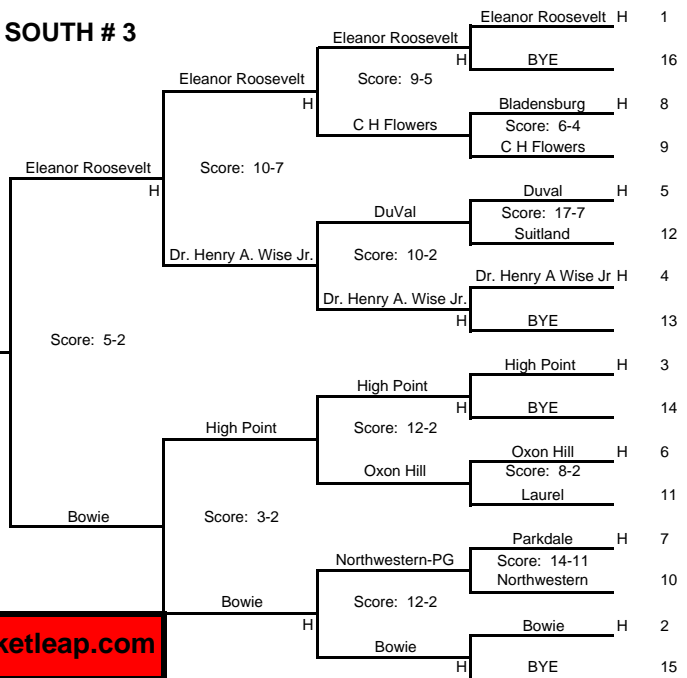 SOUTH # 3
Eleanor Roosevelt H 1
Eleanor Roosevelt
H BYE 16
Eleanor Roosevelt Score: 9-5
H Bladensburg H 8
C H Flowers Score: 6-4
C H Flowers 9
Eleanor Roosevelt Score: 10-7
H Duval H 5
DuVal Score: 17-7
Suitland 12
Dr. Henry A. Wise Jr. Score: 10-2
Dr. Henry A Wise Jr H 4
Dr. Henry A. Wise Jr.
H BYE 13
Score: 5-2
High Point H 3
High Point
H BYE 14
High Point Score: 12-2
Oxon Hill H 6
Oxon Hill Score: 8-2
Laurel 11
Bowie Score: 3-2
Parkdale H 7
Northwestern-PG Score: 14-11
Northwestern 10
Bowie Score: 12-2
H Bowie H 2
Bowie
H BYE 15
ketleap.com